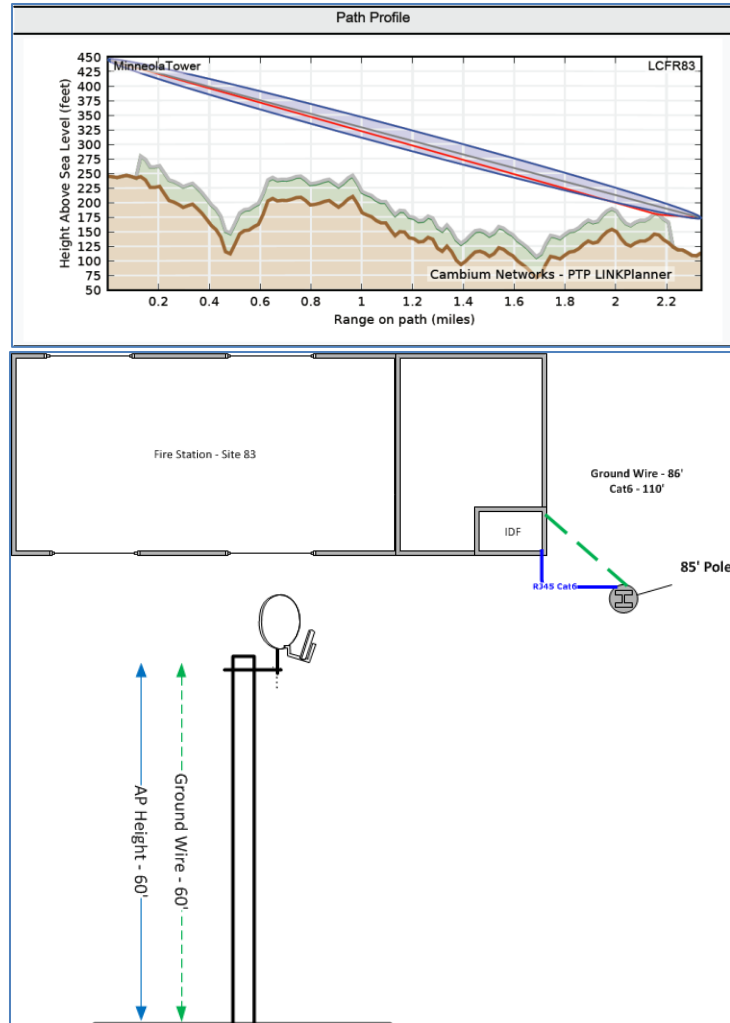 Path Profile
MinneolaTower
LCFR83
Height Above Sea Level (feet)
450
425
400
375
350
325
300
275
250
225
200
175
150
125
100
75
50
Cambium Networks - PTP LINKPlanner
0.2
0.4
0.6
0.8
1
1.2
1.4
1.6
1.8
2
2.2
Range on path (miles)
Fire Station - Site 83
Ground Wire - 86'
Cat6 - 110'
IDF
85' Pole
RJ45 Cat6
AP Height - 60'
Ground Wire - 60'